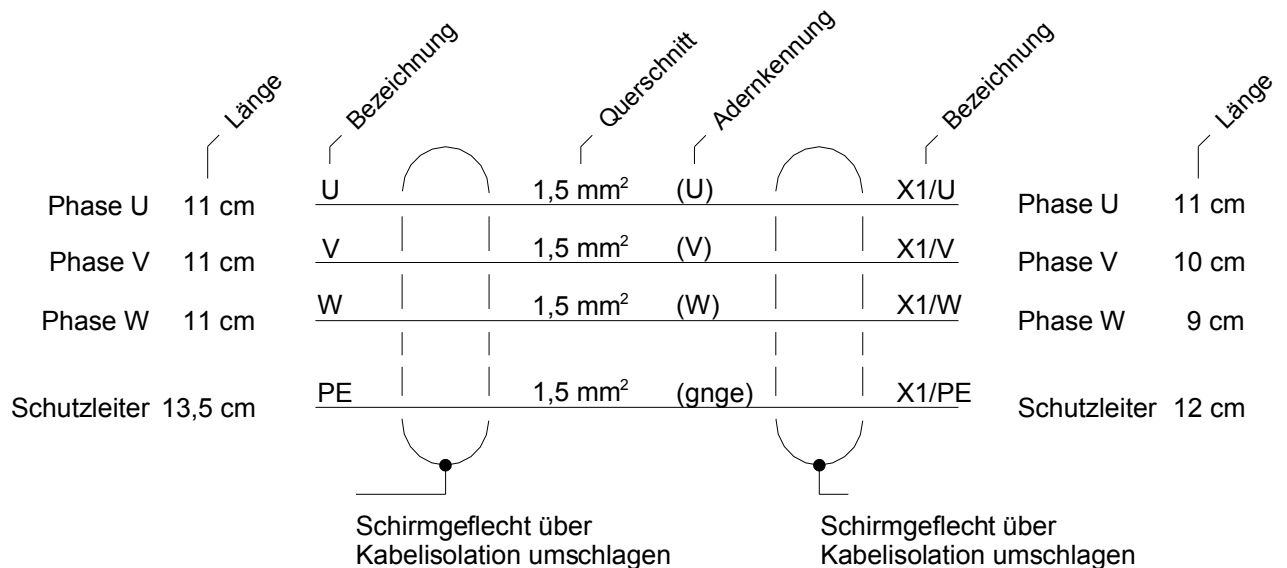 Länge Bezeichnung Querschnitt Adernkennung Bezeichnung Länge
Phase U 11 cm U 1,5 mm² (U) X1/U Phase U 11 cm
Phase V 11 cm V 1,5 mm² (V) X1/V Phase V 10 cm
Phase W 11 cm W 1,5 mm² (W) X1/W Phase W 9 cm
Schutzleiter 13,5 cm PE 1,5 mm² (gnge) X1/PE Schutzleiter 12 cm
Schirmgeflecht über Schirmgeflecht über
Kabelisolation umschlagen Kabelisolation umschlagen